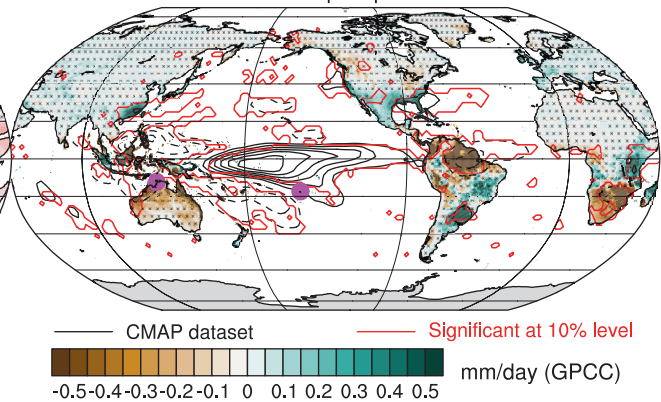 CMAP dataset
Significant at 10% level
mm/day (GPCC)
-0.5 -0.4 -0.3 -0.2 -0.1 0 0.1 0.2 0.3 0.4 0.5